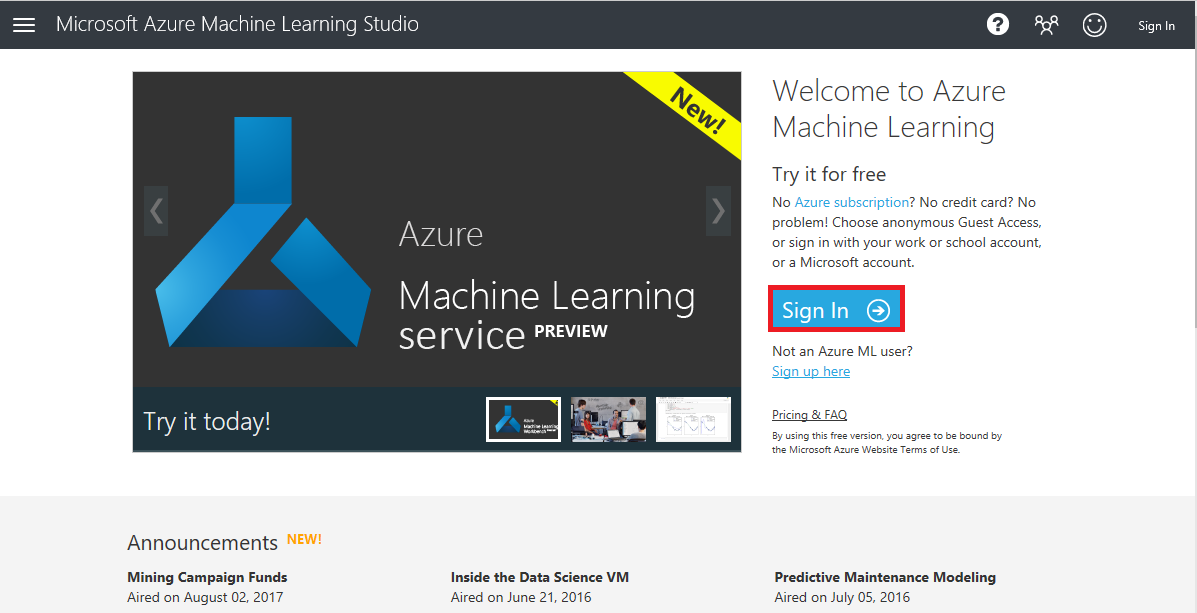 Microsoft Azure Machine Learning Studio
?
Sign In
New!
Azure
Machine Learning
service PREVIEW
Try it today!
Azure
Machine Learning
Workbench
Welcome to Azure
Machine Learning
Try it for free
No Azure subscription? No credit card? No
problem! Choose anonymous Guest Access,
or sign in with your work or school account,
or a Microsoft account.
Sign In
Not an Azure ML user?
Sign up here
Pricing & FAQ
By using this free version, you agree to be bound by
the Microsoft Azure Website Terms of Use.
Announcements NEW!
Mining Campaign Funds
Aired on August 02, 2017
Inside the Data Science VM
Aired on June 21, 2016
Predictive Maintenance Modeling
Aired on July 05, 2016